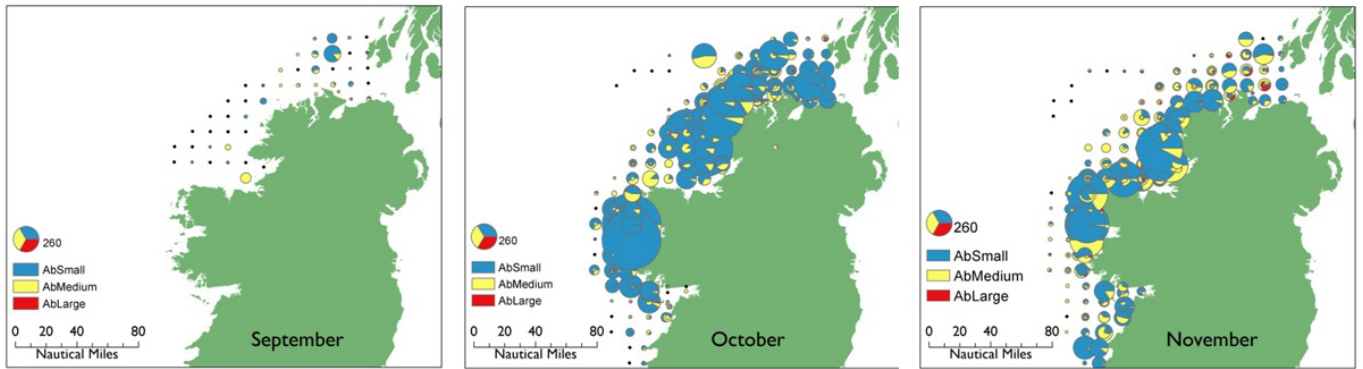 260
AbSmall
AbMedium
AbLarge
0 20 40 80
Nautical Miles
September
260
AbSmall
AbMedium
AbLarge
0 20 40 80
Nautical Miles
October
260
AbSmall
AbMedium
AbLarge
0 20 40 80
Nautical Miles
November